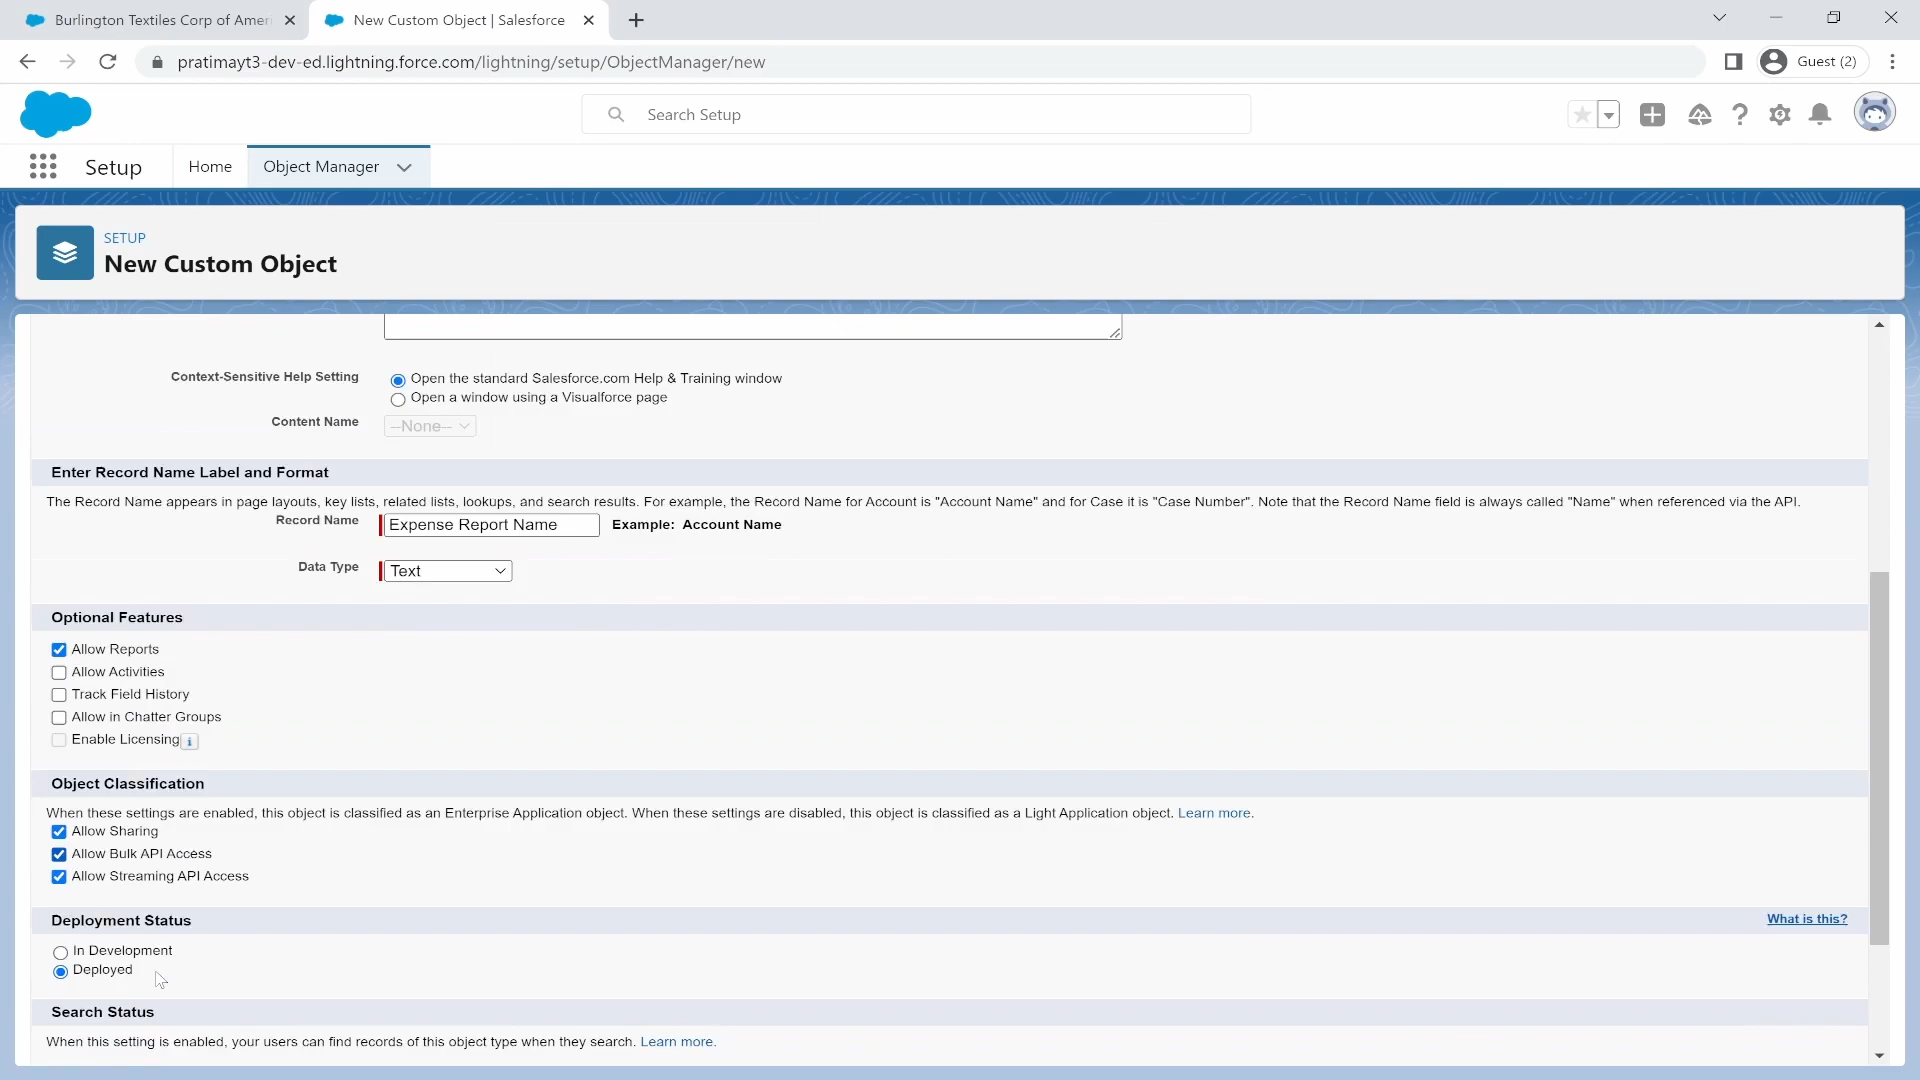 Burlington Textiles Corp of Ameri
New Custom Object | Salesforce
pratimayt3-dev-ed.lightning.force.com/lightning/setup/ObjectManager/new
Guest (2)
Search Setup
Setup
Home
Object Manager
SETUP
New Custom Object
Context-Sensitive Help Setting
Open the standard Salesforce.com Help & Training window
Open a window using a Visualforce page
Content Name
--None--
Enter Record Name Label and Format
The Record Name appears in page layouts, key lists, related lists, lookups, and search results. For example, the Record Name for Account is "Account Name" and for Case it is "Case Number". Note that the Record Name field is always called "Name" when referenced via the API.
Record Name
Expense Report Name
Example: Account Name
Data Type
Text
Optional Features
Allow Reports
Allow Activities
Track Field History
Allow in Chatter Groups
Enable Licensing
Object Classification
When these settings are enabled, this object is classified as an Enterprise Application object. When these settings are disabled, this object is classified as a Light Application object. Learn more.
Allow Sharing
Allow Bulk API Access
Allow Streaming API Access
Deployment Status
What is this?
In Development
Deployed
Search Status
When this setting is enabled, your users can find records of this object type when they search. Learn more.